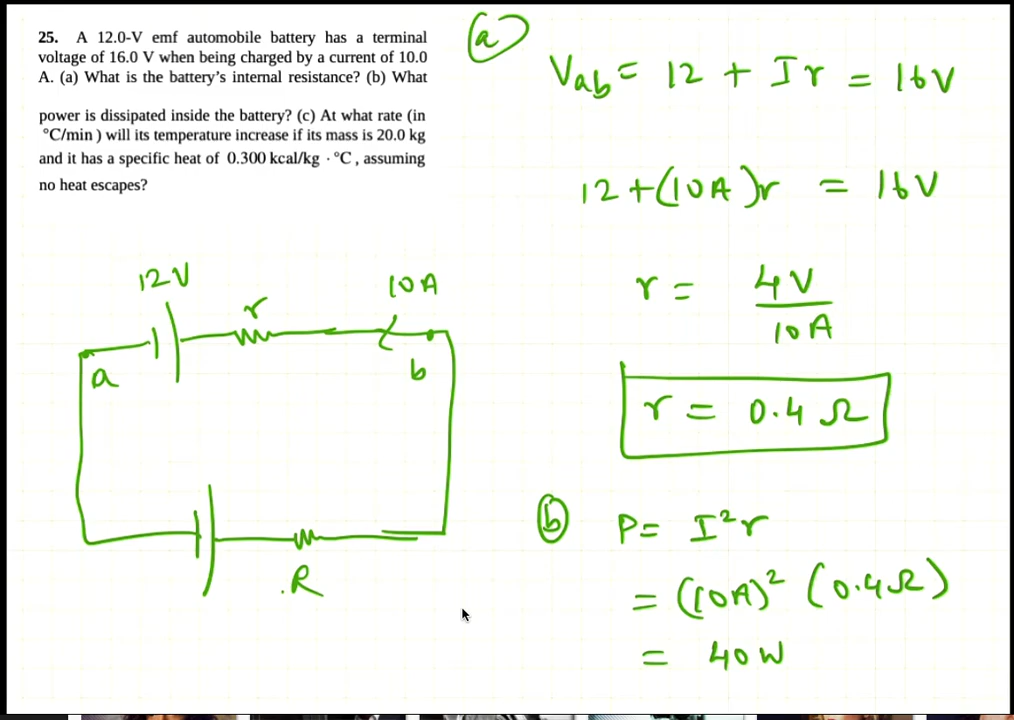 25. A 12.0-V emf automobile battery has a terminal
voltage of 16.0 V when being charged by a current of 10.0
A. (a) What is the battery's internal resistance? (b) What
power is dissipated inside the battery? (c) At what rate (in
°C/min ) will its temperature increase if its mass is 20.0 kg
and it has a specific heat of 0.300 kcal/kg · °C , assuming
no heat escapes?
12V
r
10A
a
b
R
(a)
Vab = 12 + Ir = 16V
12+(10A)r = 16V
r = 4V
10A
r = 0.4 Ω
(b) P= I²r
= (10A)² (0.4Ω)
= 40W